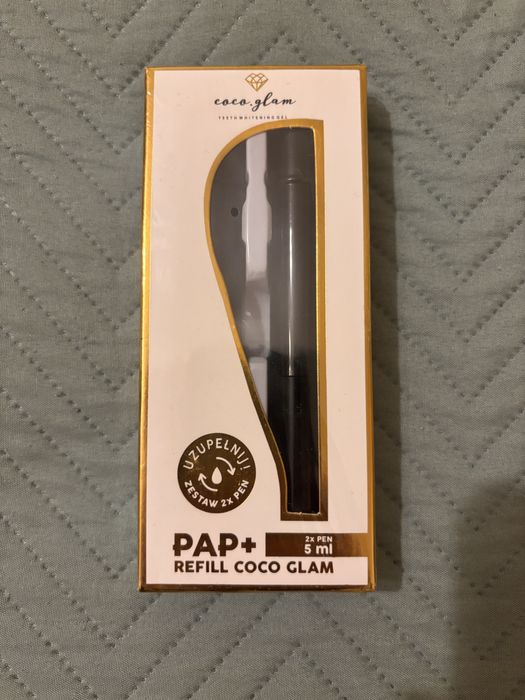 coco.glam
TEETH WHITENING GEL
UZUPEŁNIJ!
ZESTAW 2x PEN
PAP+
2x PEN
5 ml
REFILL COCO GLAM